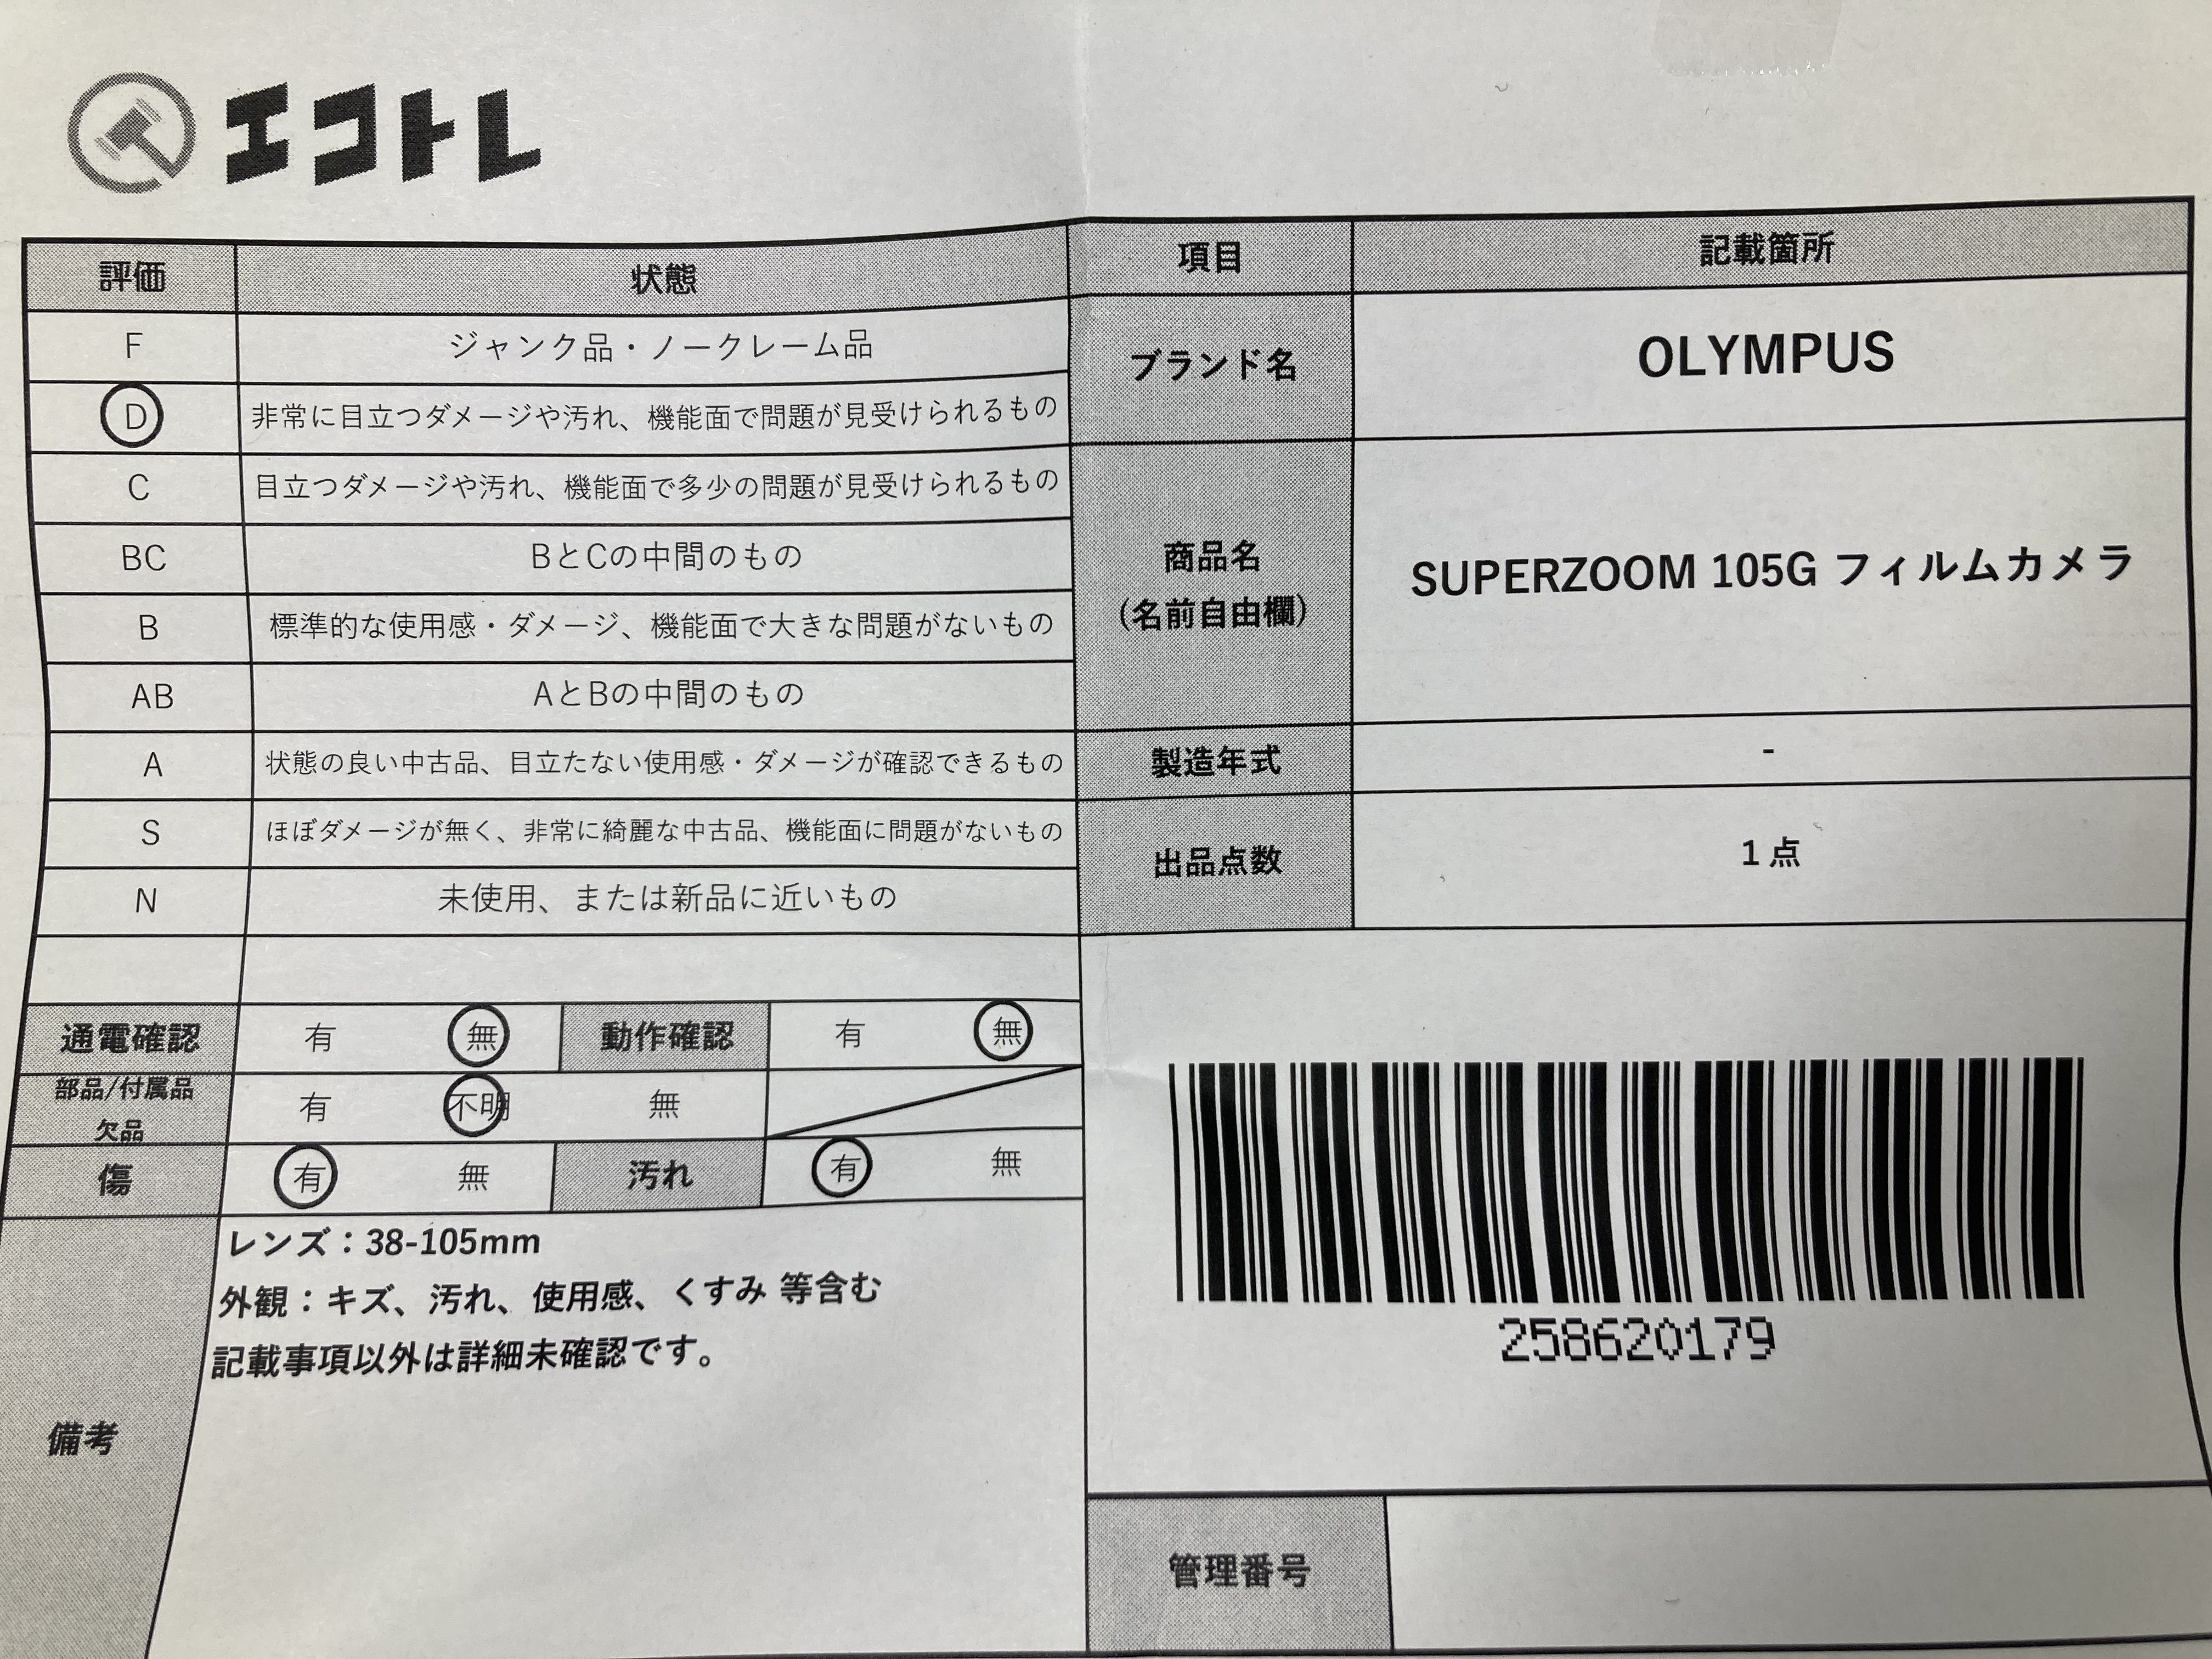 エコトレ
評価 状態
F ジャンク品・ノークレーム品
D 非常に目立つダメージや汚れ、機能面で問題が見受けられるもの
C 目立つダメージや汚れ、機能面で多少の問題が見受けられるもの
BC BとCの中間のもの
B 標準的な使用感・ダメージ、機能面で大きな問題がないもの
AB AとBの中間のもの
A 状態の良い中古品、目立たない使用感・ダメージが確認できるもの
S ほぼダメージが無く、非常に綺麗な中古品、機能面に問題がないもの
N 未使用、または新品に近いもの
通電確認 有 無 動作確認 有 無
部品/付属品
欠品 有 不明 無
傷 有 無 汚れ 有 無
備考
レンズ：38-105mm
外観：キズ、汚れ、使用感、くすみ 等含む
記載事項以外は詳細未確認です。
項目 記載箇所
ブランド名 OLYMPUS
商品名
（名前自由欄）
SUPERZOOM 105G フィルムカメラ
製造年式 -
出品点数 1点
258620179
管理番号